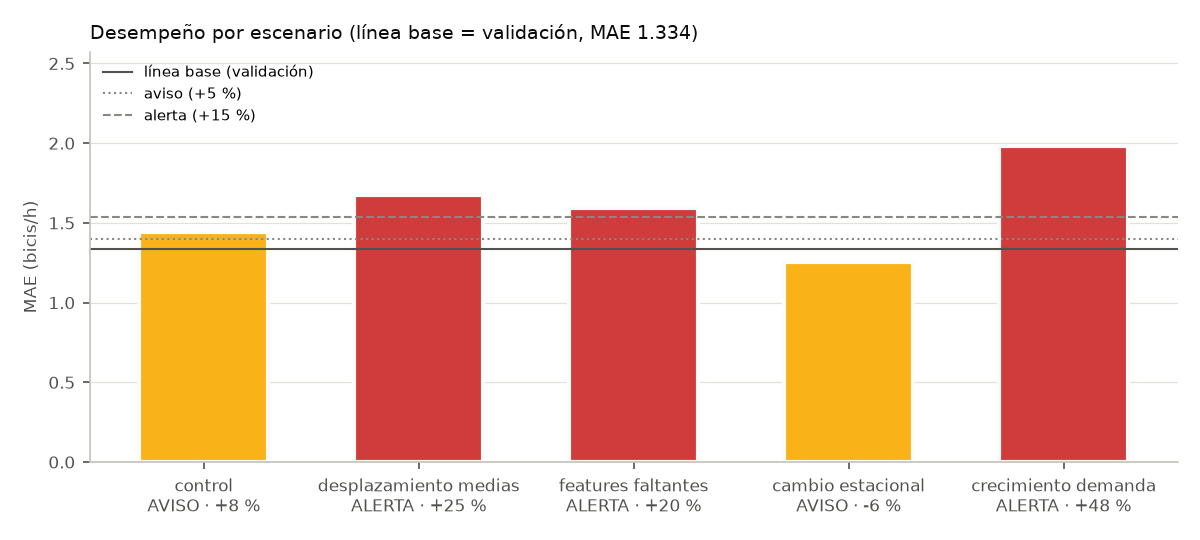 Desempeño por escenario (línea base = validación, MAE 1.334)
línea base (validación)
aviso (+5 %)
alerta (+15 %)
MAE (bicis/h)
2.5
2.0
1.5
1.0
0.5
0.0
control
AVISO · +8 %
desplazamiento medias
ALERTA · +25 %
features faltantes
ALERTA · +20 %
cambio estacional
AVISO · -6 %
crecimiento demanda
ALERTA · +48 %